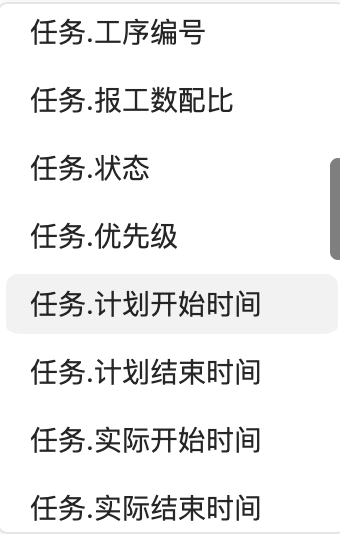 任务.工序编号
任务.报工数配比
任务.状态
任务.优先级
任务.计划开始时间
任务.计划结束时间
任务.实际开始时间
任务.实际结束时间